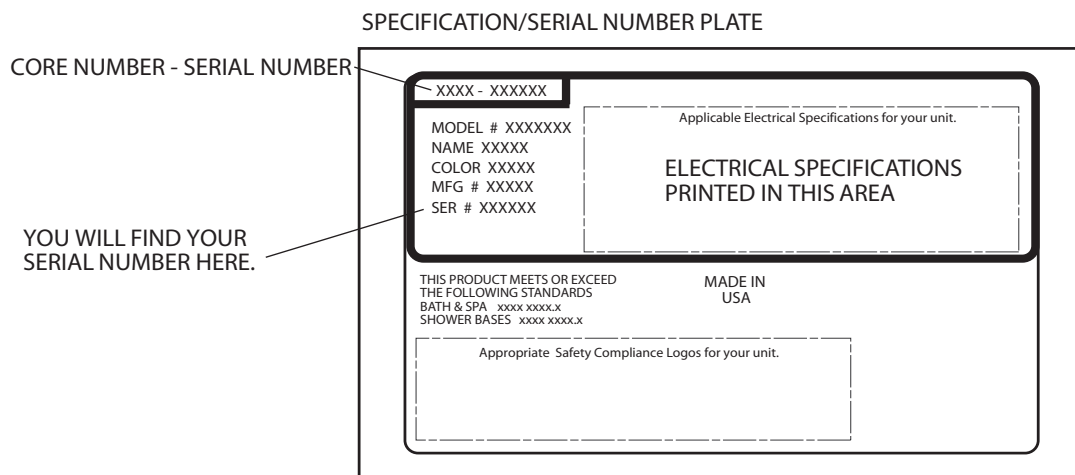 SPECIFICATION/SERIAL NUMBER PLATE
CORE NUMBER - SERIAL NUMBER
XXXX - XXXXXX
MODEL # XXXXXXX
NAME XXXXX
COLOR XXXXX
MFG # XXXXX
SER # XXXXXX
Applicable Electrical Specifications for your unit.
ELECTRICAL SPECIFICATIONS
PRINTED IN THIS AREA
YOU WILL FIND YOUR
SERIAL NUMBER HERE.
THIS PRODUCT MEETS OR EXCEED
THE FOLLOWING STANDARDS
BATH & SPA xxxx xxxx.x
SHOWER BASES xxxx xxxx.x
MADE IN
USA
Appropriate Safety Compliance Logos for your unit.